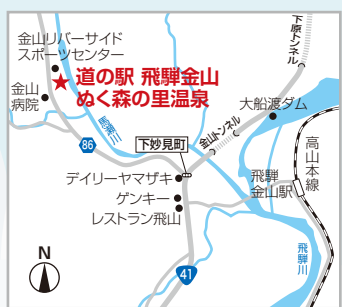 金山リバーサイド
スポーツセンター
道の駅 飛騨金山
ぬく森の里温泉
金山
病院
馬瀬川
86
下原トンネル
大船渡ダム
金山トンネル
下妙見町
デイリーヤマザキ
ゲンキー
レストラン飛山
飛騨
金山駅
高山本線
飛騨川
41
N